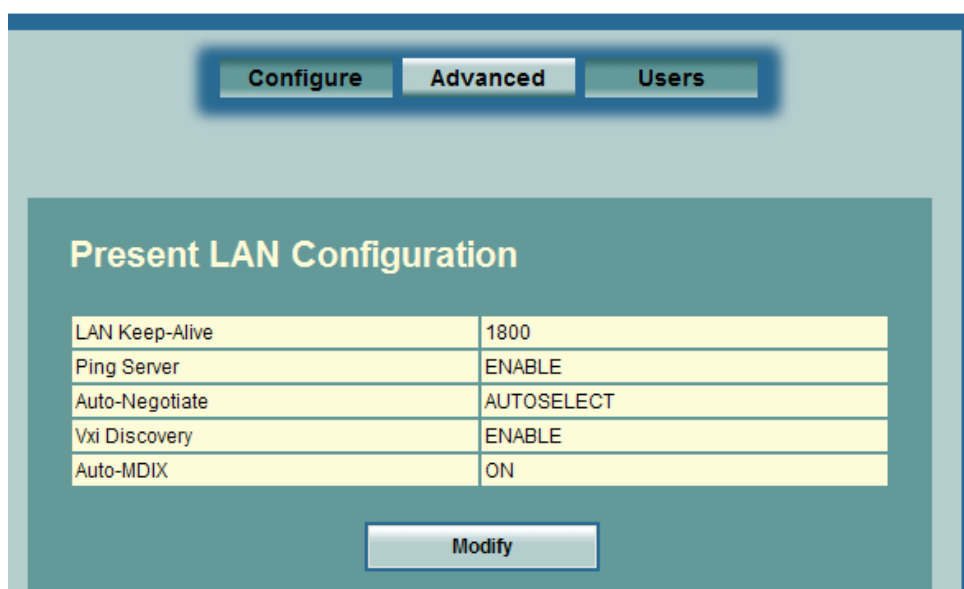 Configure Advanced Users
Present LAN Configuration
LAN Keep-Alive 1800
Ping Server ENABLE
Auto-Negotiate AUTOSELECT
Vxi Discovery ENABLE
Auto-MDIX ON
Modify